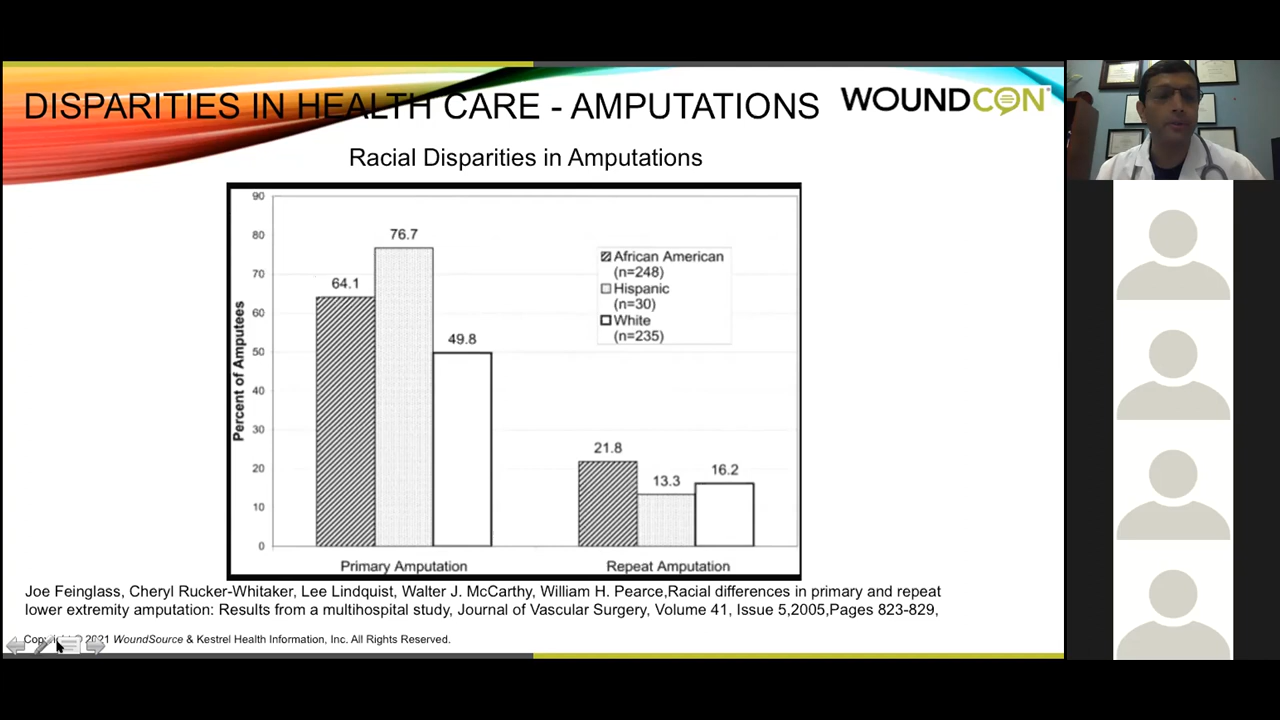 DISPARITIES IN HEALTH CARE - AMPUTATIONS
WOUNDCON®
Racial Disparities in Amputations
90
80
70
60
50
40
30
20
10
0
Percent of Amputees
64.1
76.7
49.8
21.8
13.3
16.2
African American
(n=248)
Hispanic
(n=30)
White
(n=235)
Primary Amputation
Repeat Amputation
Joe Feinglass, Cheryl Rucker-Whitaker, Lee Lindquist, Walter J. McCarthy, William H. Pearce,Racial differences in primary and repeat
lower extremity amputation: Results from a multihospital study, Journal of Vascular Surgery, Volume 41, Issue 5,2005,Pages 823-829,
Copyright © 2021 WoundSource & Kestrel Health Information, Inc. All Rights Reserved.